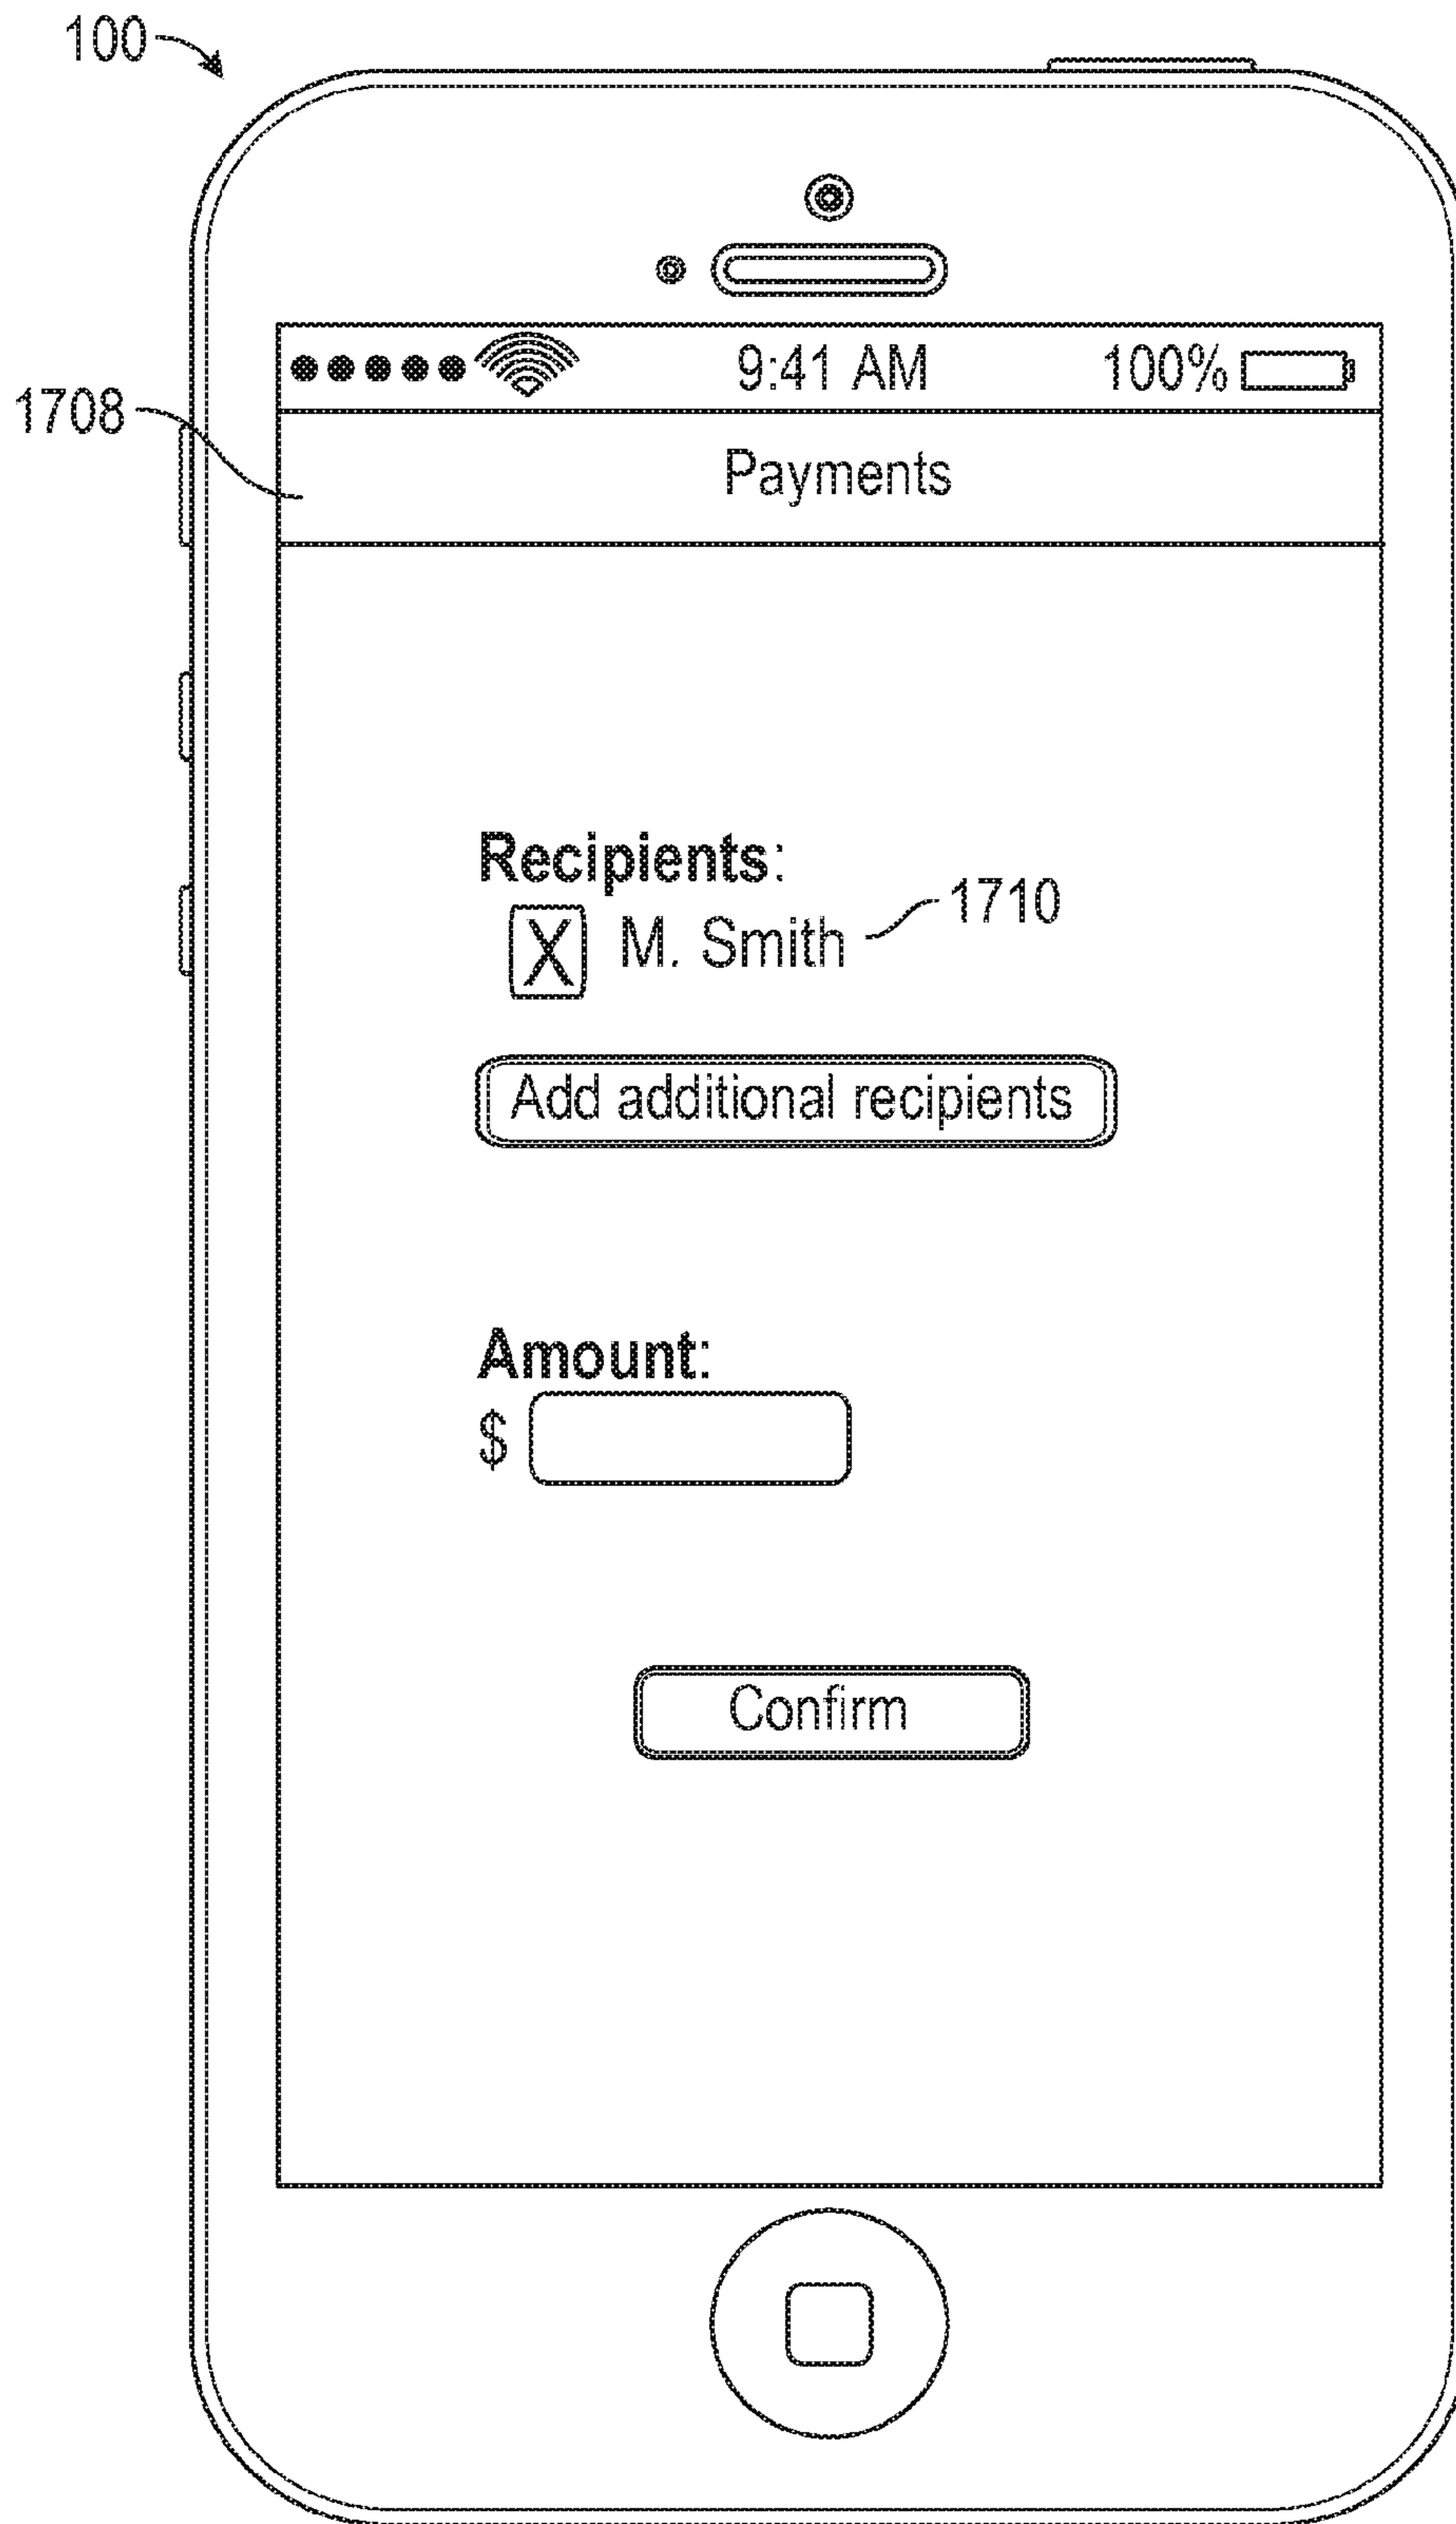 100
9:41 AM 100%
1708
Payments
Recipients:
X M. Smith 1710
Add additional recipients
Amount:
$
Confirm